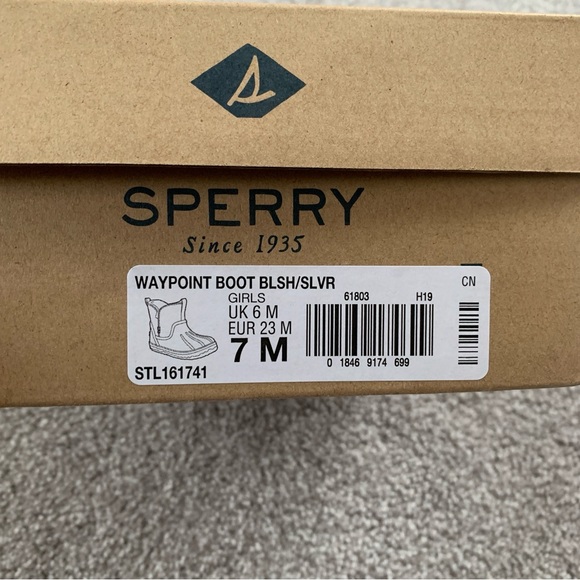 SPERRY
Since 1935
WAYPOINT BOOT BLSH/SLVR
CN
GIRLS
61803 H19
UK 6 M
EUR 23 M
7 M
0 1846 9174 699
STL161741